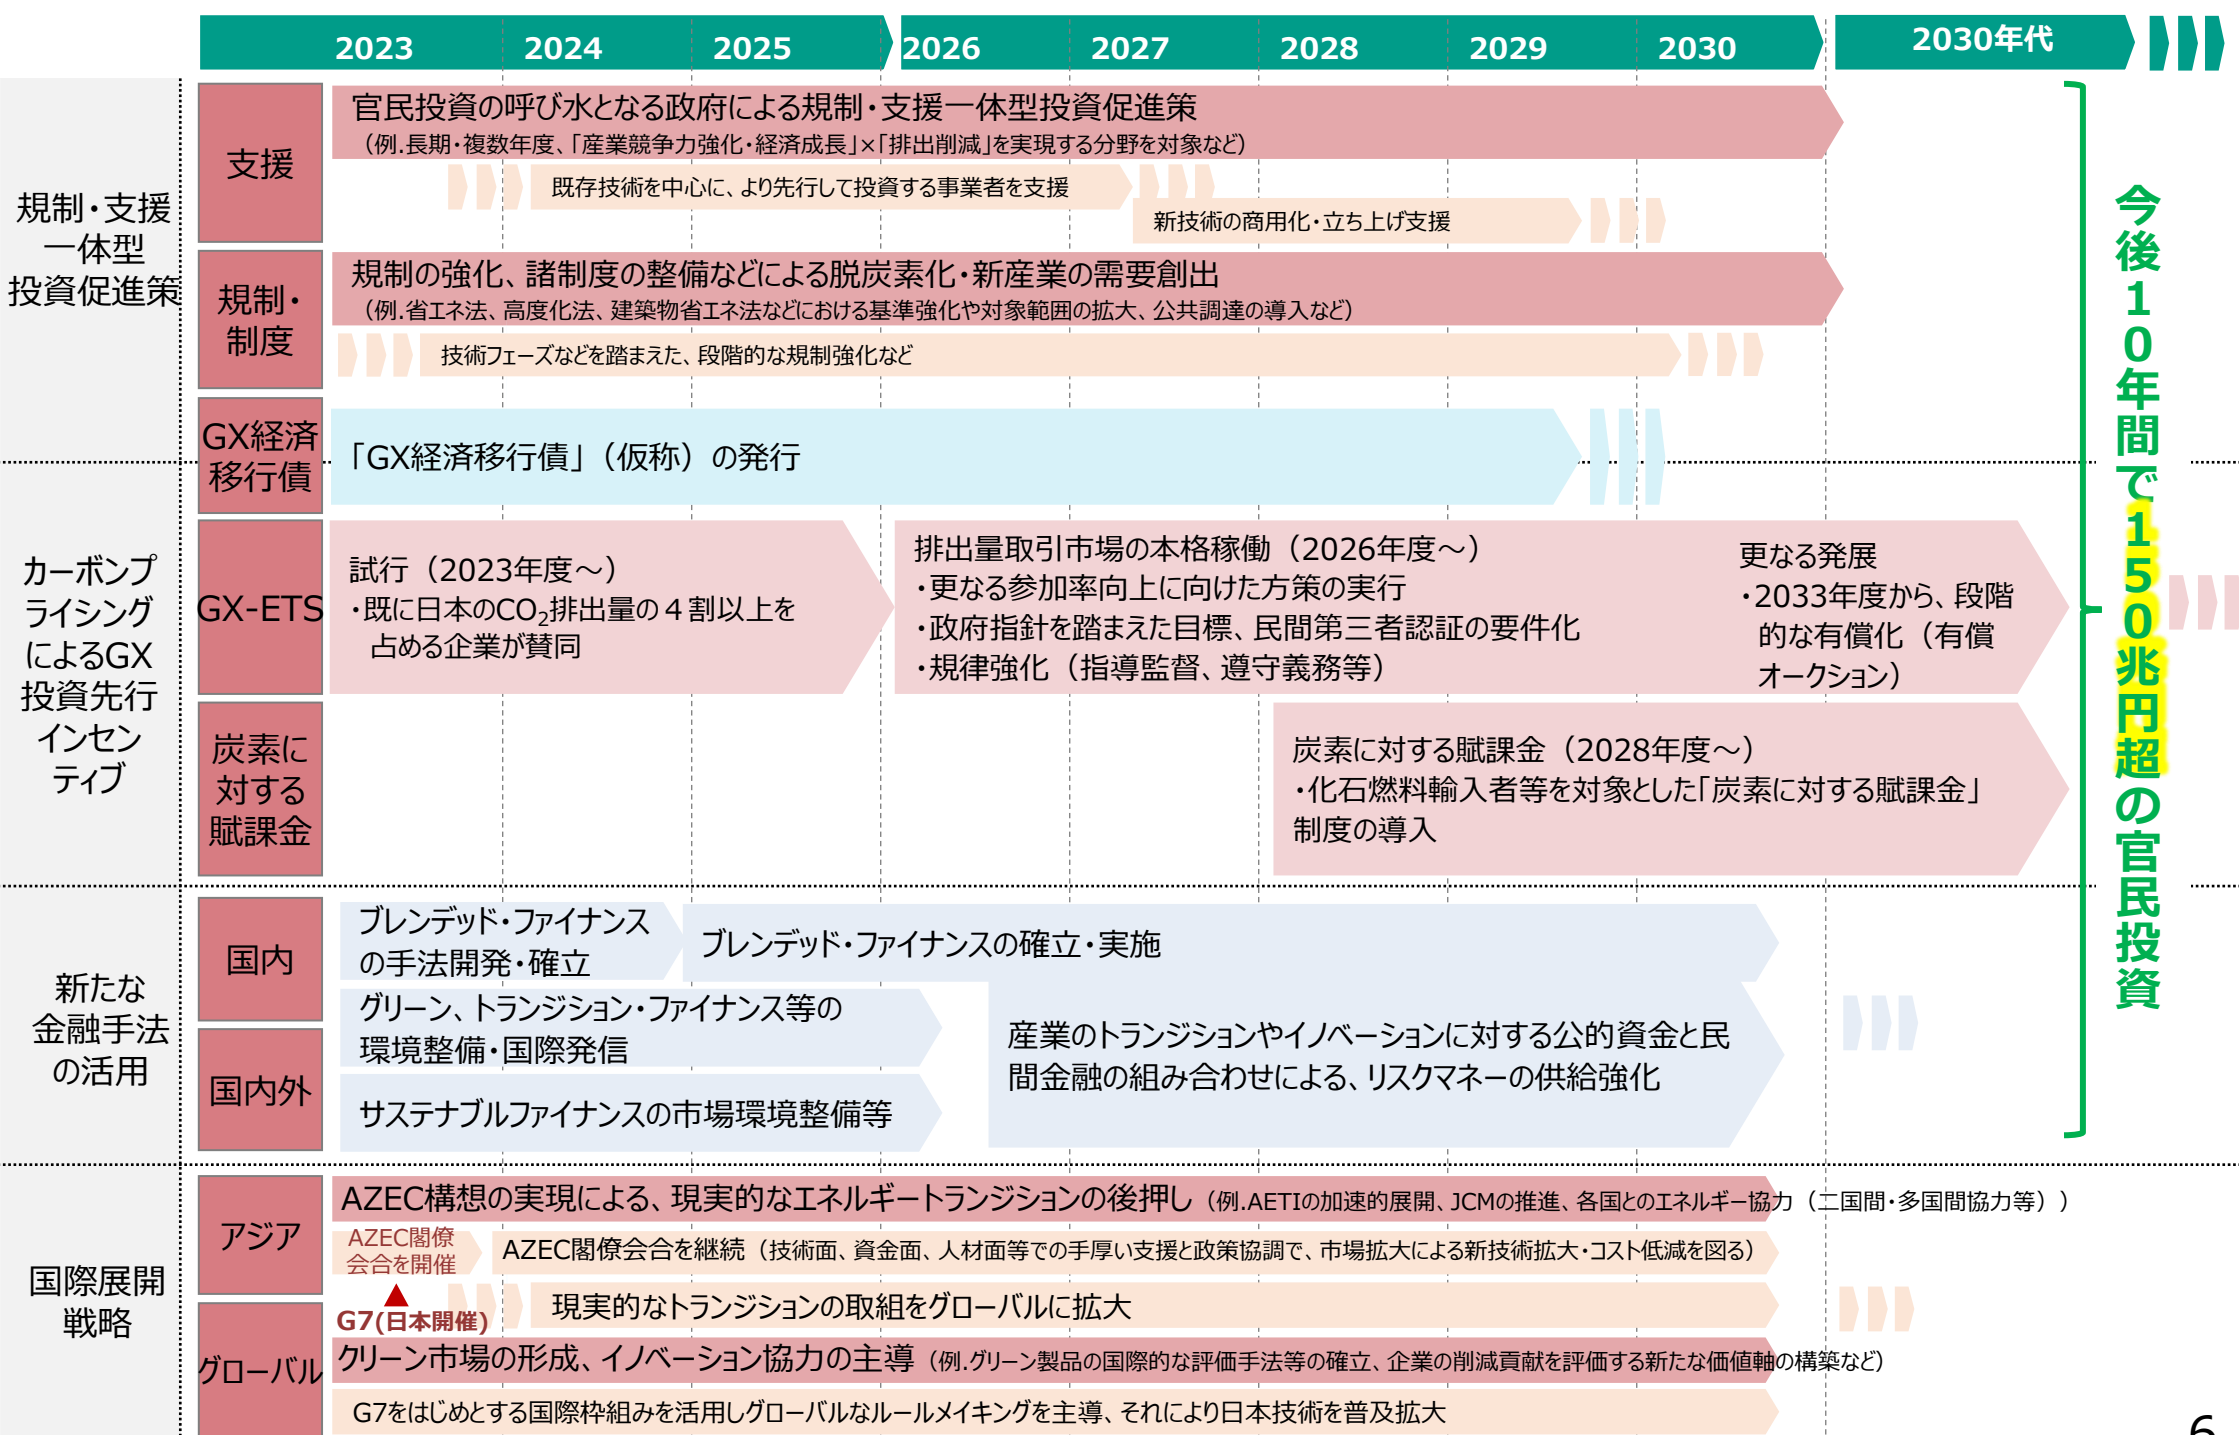 2023 2024 2025 2026 2027 2028 2029 2030 2030年代
規制・支援
一体型
投資促進策
支援
官民投資の呼び水となる政府による規制・支援一体型投資促進策
（例.長期・複数年度、「産業競争力強化・経済成長」×「排出削減」を実現する分野を対象など）
既存技術を中心に、より先行して投資する事業者を支援
新技術の商用化・立ち上げ支援
規制・
制度
規制の強化、諸制度の整備などによる脱炭素化・新産業の需要創出
（例.省エネ法、高度化法、建築物省エネ法などにおける基準強化や対象範囲の拡大、公共調達の導入など）
技術フェーズなどを踏まえた、段階的な規制強化など
GX経済
移行債
「GX経済移行債」（仮称）の発行
カーボンプ
ライシング
によるGX
投資先行
インセン
ティブ
GX-ETS
試行（2023年度～）
・既に日本のCO2排出量の４割以上を
占める企業が賛同
排出量取引市場の本格稼働（2026年度～）
・更なる参加率向上に向けた方策の実行
・政府指針を踏まえた目標、民間第三者認証の要件化
・規律強化（指導監督、遵守義務等）
更なる発展
・2033年度から、段階
的な有償化（有償
オークション）
炭素に
対する
賦課金
炭素に対する賦課金（2028年度～）
・化石燃料輸入者等を対象とした「炭素に対する賦課金」
制度の導入
新たな
金融手法
の活用
国内
ブレンデッド・ファイナンス
の手法開発・確立
ブレンデッド・ファイナンスの確立・実施
グリーン、トランジション・ファイナンス等の
環境整備・国際発信
国内外
サステナブルファイナンスの市場環境整備等
産業のトランジションやイノベーションに対する公的資金と民
間金融の組み合わせによる、リスクマネーの供給強化
国際展開
戦略
アジア
AZEC構想の実現による、現実的なエネルギートランジションの後押し（例.AETIの加速的展開、JCMの推進、各国とのエネルギー協力（二国間・多国間協力等））
AZEC閣僚
会合を開催
AZEC閣僚会合を継続（技術面、資金面、人材面等での手厚い支援と政策協調で、市場拡大による新技術拡大・コスト低減を図る）
現実的なトランジションの取組をグローバルに拡大
G7(日本開催)
グローバル
クリーン市場の形成、イノベーション協力の主導（例.グリーン製品の国際的な評価手法等の確立、企業の削減貢献を評価する新たな価値軸の構築など）
G7をはじめとする国際枠組みを活用しグローバルなルールメイキングを主導、それにより日本技術を普及拡大
今後１０年間で１５０兆円超の官民投資
6